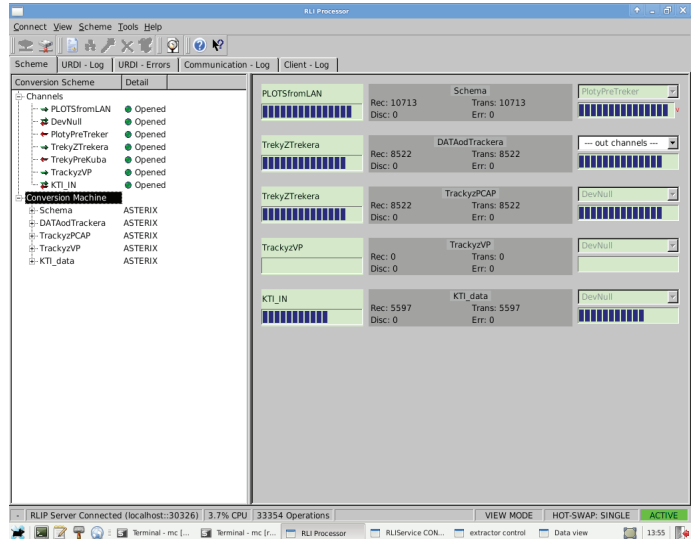 RLI Processor
Connect View Scheme Tools Help
Scheme URDI - Log URDI - Errors Communication - Log Client - Log
Conversion Scheme Detail
Channels
PLOTSfromLAN Opened
DevNull Opened
PlotyPreTreker Opened
TrekyZTrekera Opened
TrekyPreKuba Opened
TrackyzVP Opened
KTI_IN Opened
Conversion Machine
Schema ASTERIX
DATAodTrackera ASTERIX
TrackyzPCAP ASTERIX
TrackyzVP ASTERIX
KTI_data ASTERIX
PLOTSfromLAN Schema PlotyPreTreker
Rec: 10713 Trans: 10713
Disc: 0 Err: 0
v
TrekyZTrekera DATAodTrackera --- out channels ---
Rec: 8522 Trans: 8522
Disc: 0 Err: 0
TrekyZTrekera TrackyzPCAP DevNull
Rec: 8522 Trans: 8522
Disc: 0 Err: 0
TrackyzVP TrackyzVP DevNull
Rec: 0 Trans: 0
Disc: 0 Err: 0
KTI_IN KTI_data DevNull
Rec: 5597 Trans: 5597
Disc: 0 Err: 0
- RLIP Server Connected (localhost::30326) 3.7% CPU 33354 Operations VIEW MODE HOT-SWAP: SINGLE ACTIVE
Terminal - mc [... Terminal - mc [r... RLI Processor RLIService CON... extractor control Data view 13:55